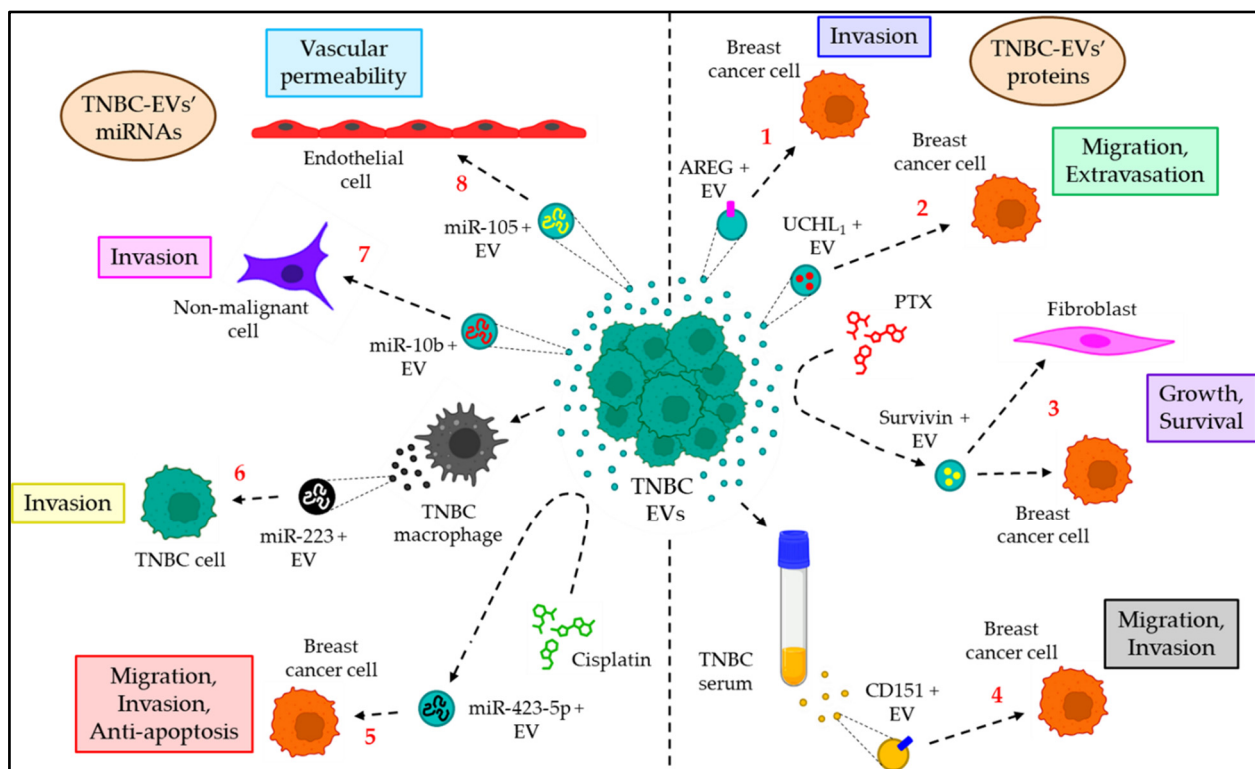 TNBC-EVs'
miRNAs
Vascular
permeability
Endothelial
cell
8
miR-105 +
EV
Invasion
7
Non-malignant
cell
miR-10b +
EV
6
Invasion
TNBC cell
miR-223 +
EV
TNBC
macrophage
Migration,
Invasion,
Anti-apoptosis
Breast
cancer cell
5
miR-423-5p +
EV
Cisplatin
TNBC
EVs
Breast
cancer cell
Invasion
TNBC-EVs'
proteins
1
AREG +
EV
Breast
cancer cell
Migration,
Extravasation
2
UCHL₁ +
EV
PTX
Fibroblast
3
Growth,
Survival
Survivin +
EV
Breast
cancer cell
TNBC
serum
CD151 +
EV
4
Breast
cancer cell
Migration,
Invasion